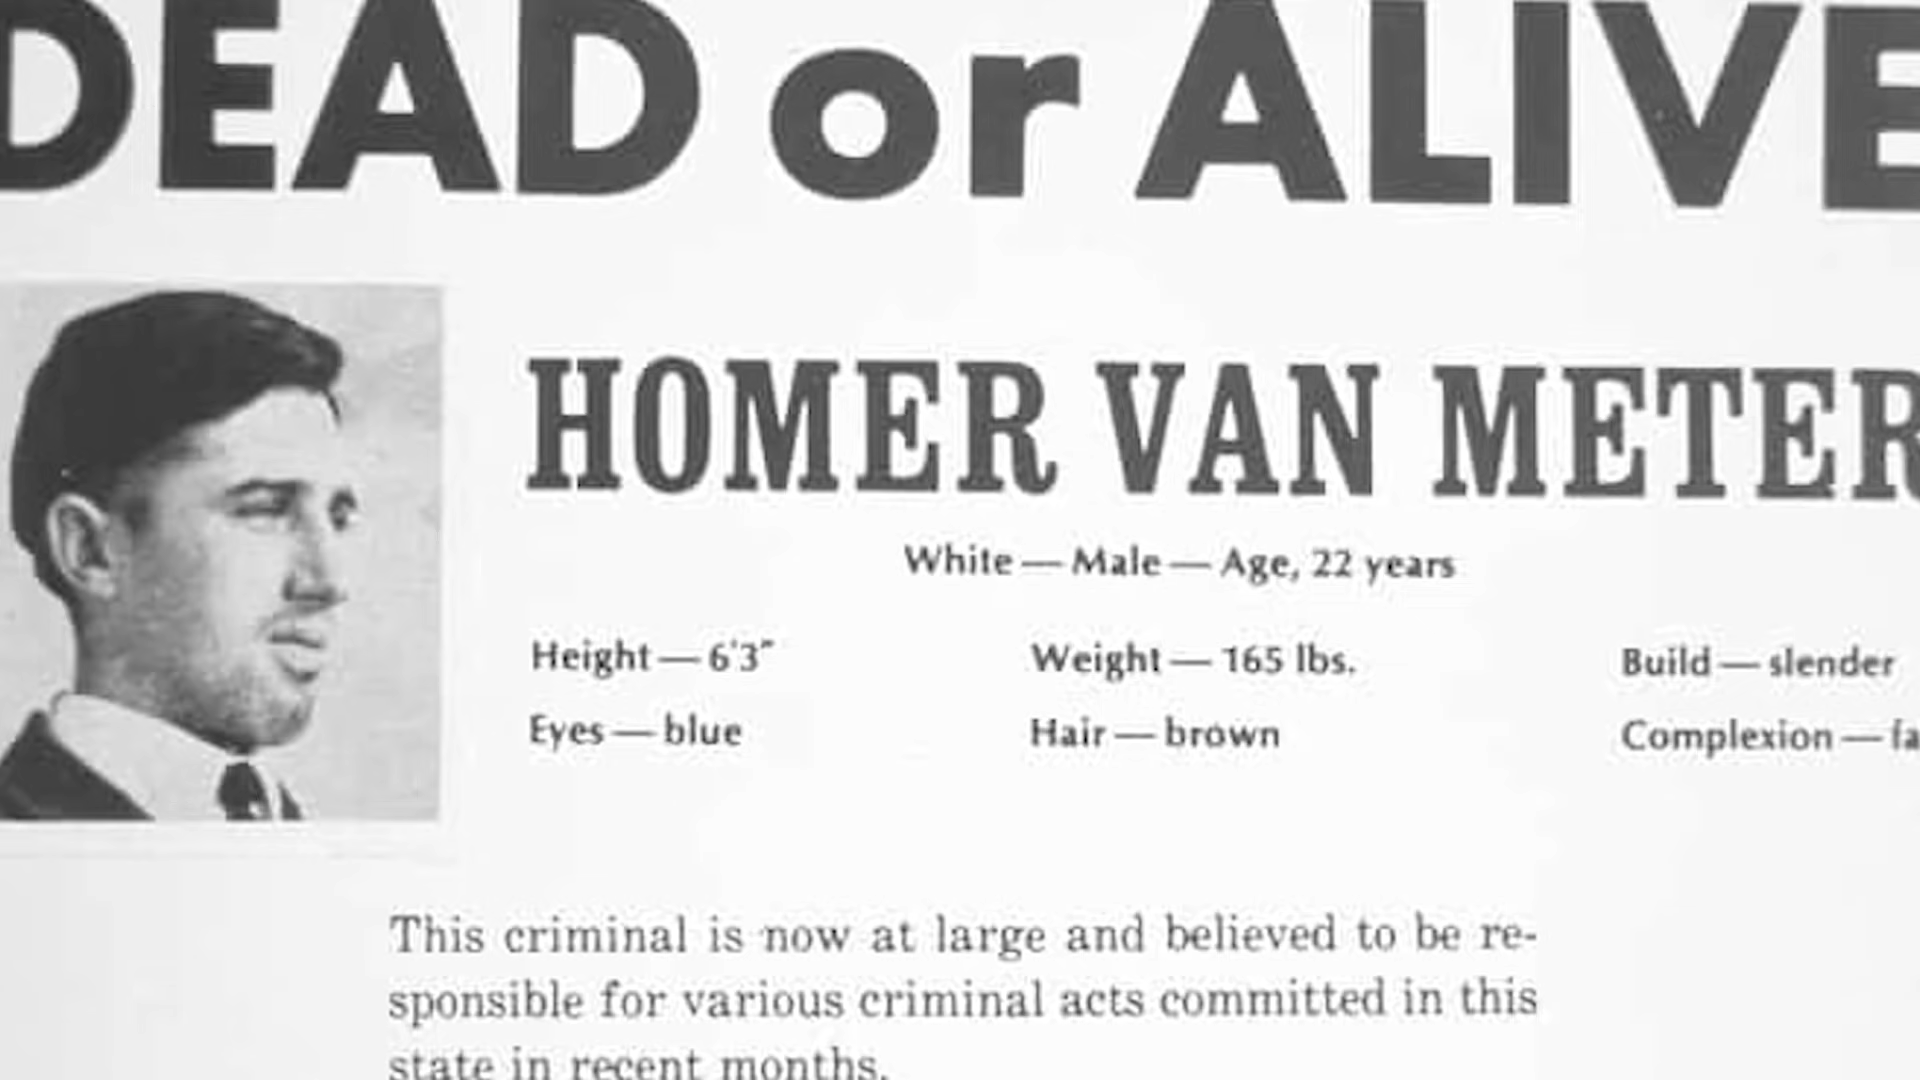 DEAD or ALIVE
HOMER VAN METER
White — Male — Age, 22 years
Height — 6'3" Weight — 165 lbs. Build — slender
Eyes — blue Hair — brown Complexion — fa
This criminal is now at large and believed to be re-
sponsible for various criminal acts committed in this
state in recent months.